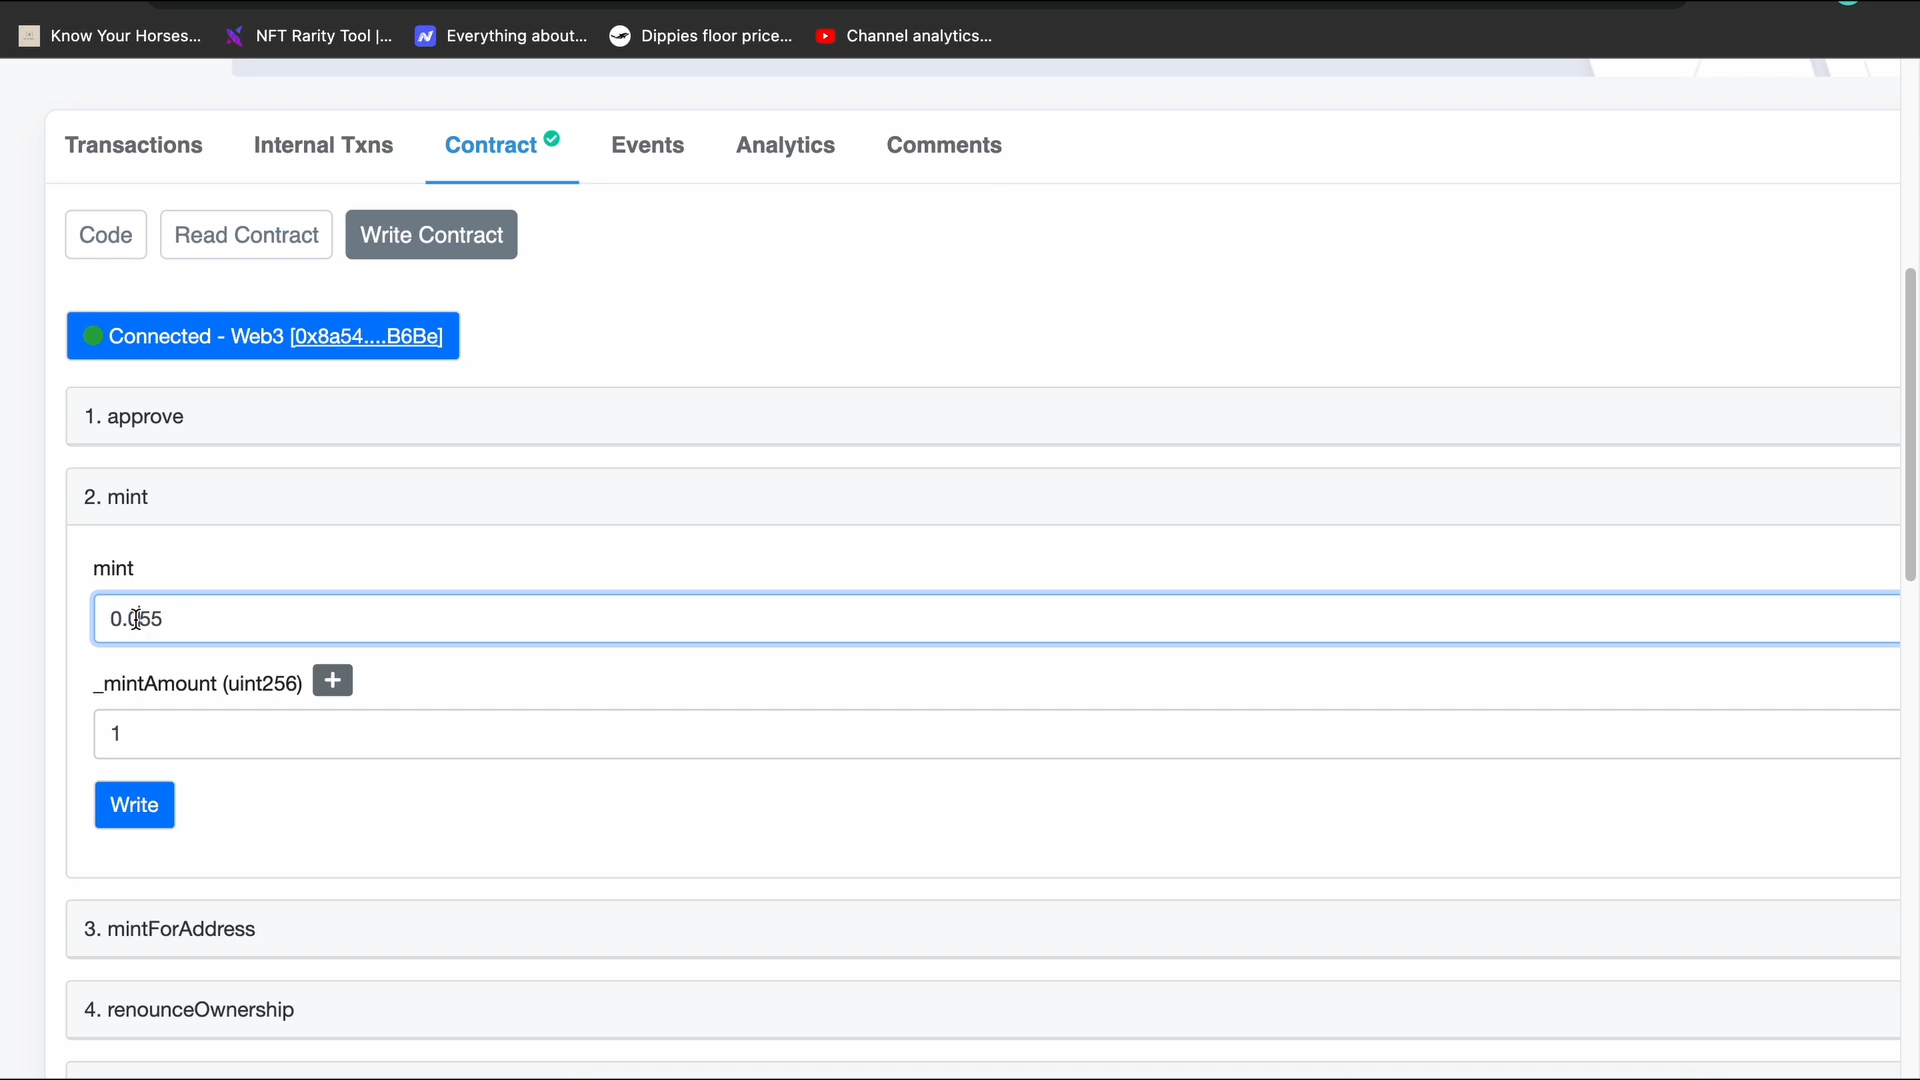 Know Your Horses... NFT Rarity Tool |... Everything about... Dippies floor price... Channel analytics...
Transactions Internal Txns Contract Events Analytics Comments
Code Read Contract Write Contract
Connected - Web3 [0x8a54....B6Be]
1. approve
2. mint
mint
0.055
_mintAmount (uint256) +
1
Write
3. mintForAddress
4. renounceOwnership